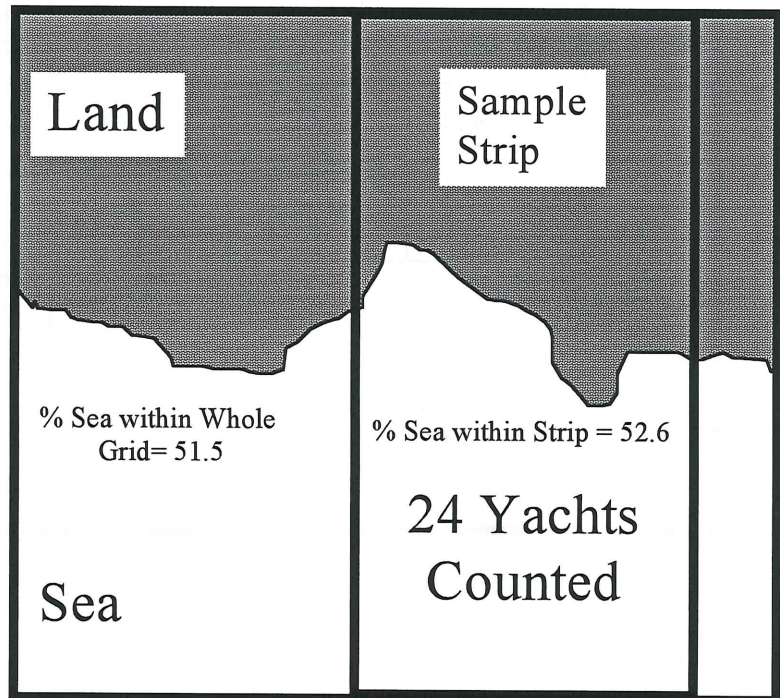 Land
Sample
Strip
% Sea within Whole
Grid= 51.5
% Sea within Strip = 52.6
24 Yachts
Counted
Sea